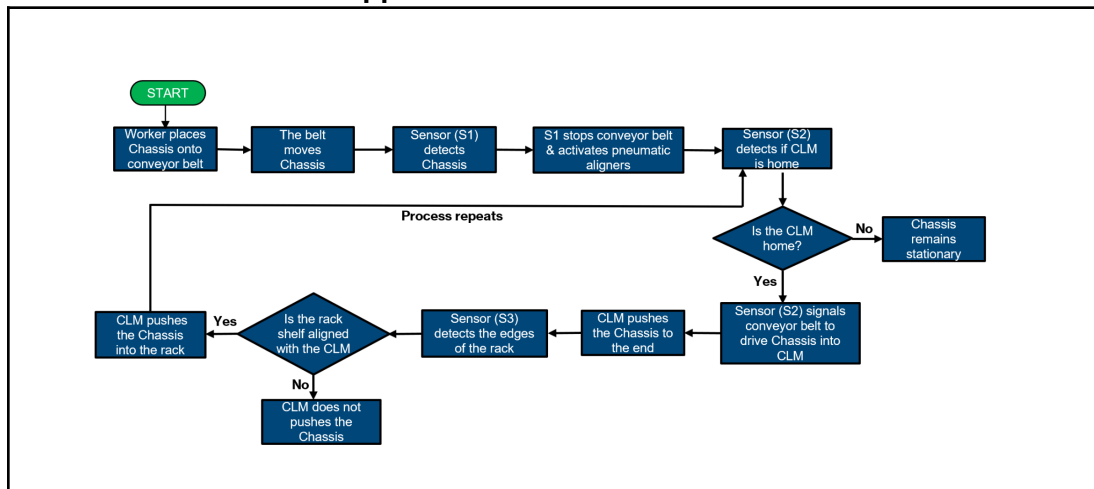 START
Worker places
Chassis onto
conveyor belt
The belt
moves
Chassis
Sensor (S1)
detects
Chassis
S1 stops conveyor belt
& activates pneumatic
aligners
Sensor (S2)
detects if CLM
is home
Process repeats
Is the CLM
home?
No
Chassis
remains
stationary
Yes
Sensor (S2) signals
conveyor belt to
drive Chassis into
CLM
CLM pushes
the Chassis to
the end
Sensor (S3)
detects the edges
of the rack
Is the rack
shelf aligned
with the CLM
Yes
CLM pushes
the Chassis
into the rack
No
CLM does not
pushes the
Chassis